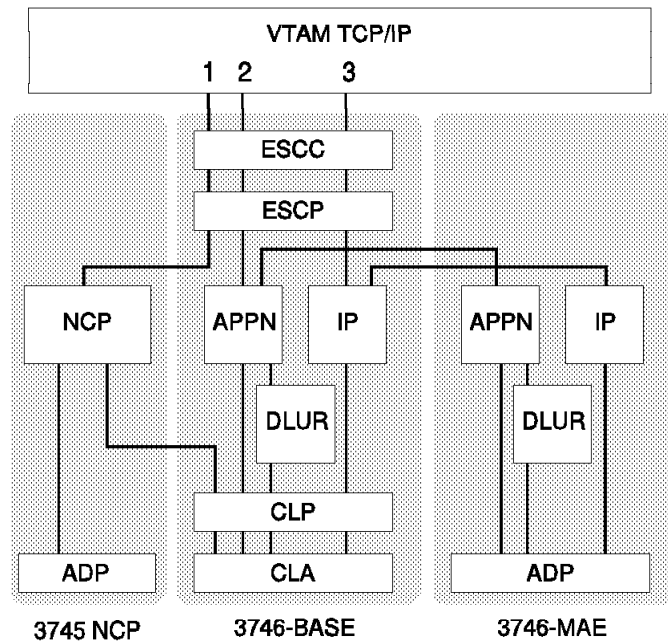 VTAM TCP/IP
1 2 3
ESCC
ESCP
NCP APPN IP APPN IP
DLUR DLUR
CLP
ADP CLA ADP
3745 NCP 3746-BASE 3746-MAE